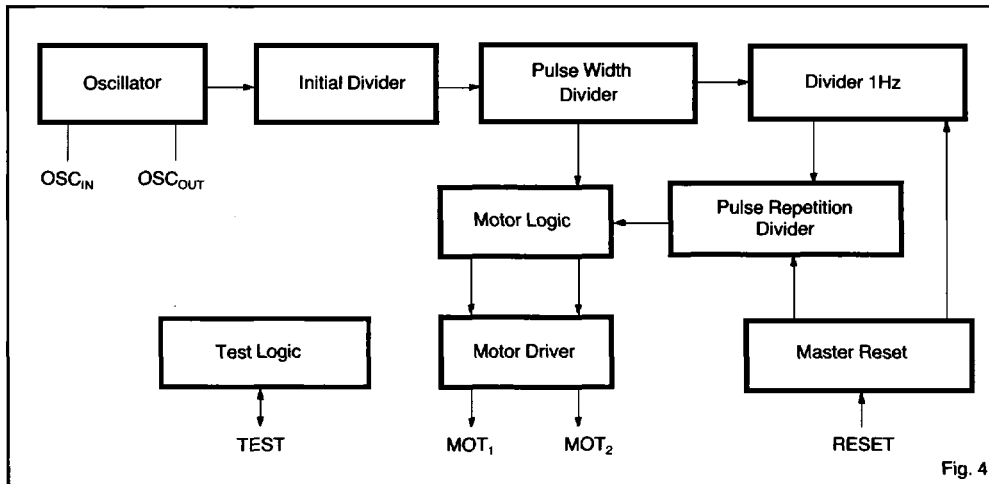 Oscillator
Initial Divider
Pulse Width
Divider
Divider 1Hz
OSC_IN
OSC_OUT
Motor Logic
Pulse Repetition
Divider
Test Logic
Motor Driver
Master Reset
TEST
MOT_1
MOT_2
RESET
Fig. 4